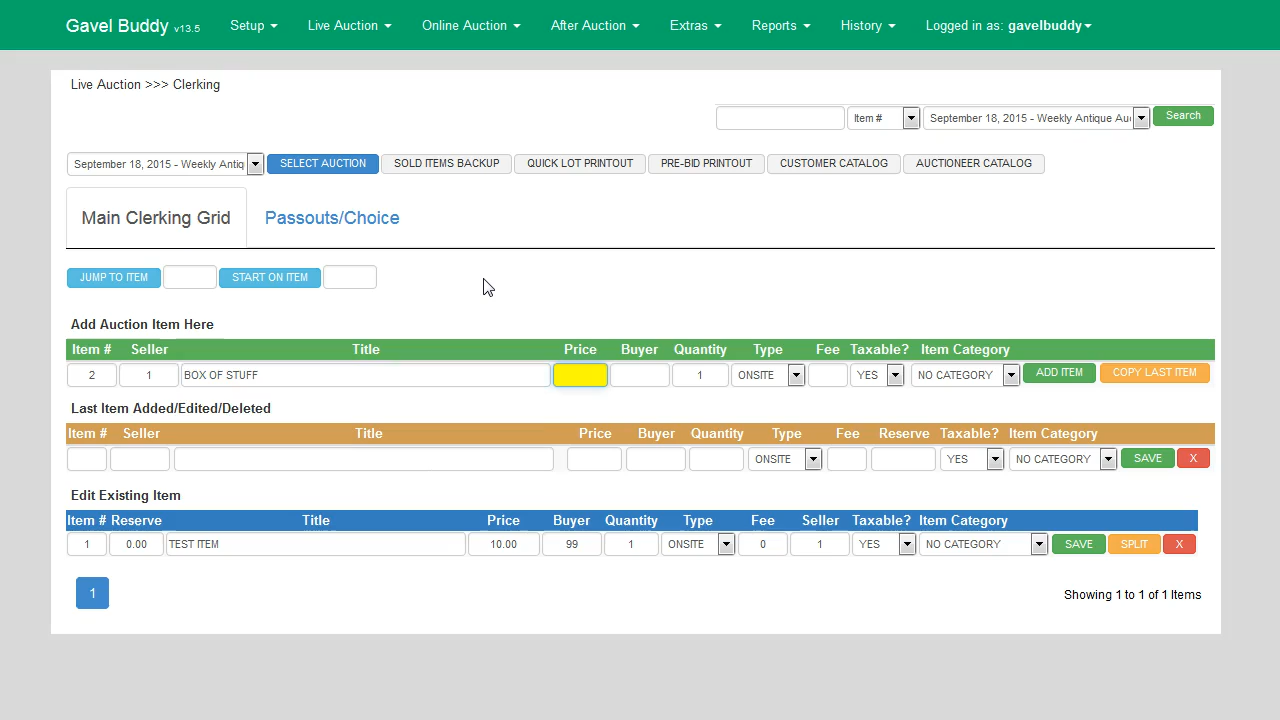 Gavel Buddy v13.5 Setup Live Auction Online Auction After Auction Extras Reports History Logged in as: gavelbuddy
Live Auction >>> Clerking
Item # September 18, 2015 - Weekly Antique Au Search
September 18, 2015 - Weekly Antiq SELECT AUCTION SOLD ITEMS BACKUP QUICK LOT PRINTOUT PRE-BID PRINTOUT CUSTOMER CATALOG AUCTIONEER CATALOG
Main Clerking Grid Passouts/Choice
JUMP TO ITEM START ON ITEM
Add Auction Item Here
Item # Seller Title Price Buyer Quantity Type Fee Taxable? Item Category
2 1 BOX OF STUFF 1 ONSITE YES NO CATEGORY ADD ITEM COPY LAST ITEM
Last Item Added/Edited/Deleted
Item # Seller Title Price Buyer Quantity Type Fee Reserve Taxable? Item Category
ONSITE YES NO CATEGORY SAVE X
Edit Existing Item
Item # Reserve Title Price Buyer Quantity Type Fee Seller Taxable? Item Category
1 0.00 TEST ITEM 10.00 99 1 ONSITE 0 1 YES NO CATEGORY SAVE SPLIT X
1 Showing 1 to 1 of 1 Items